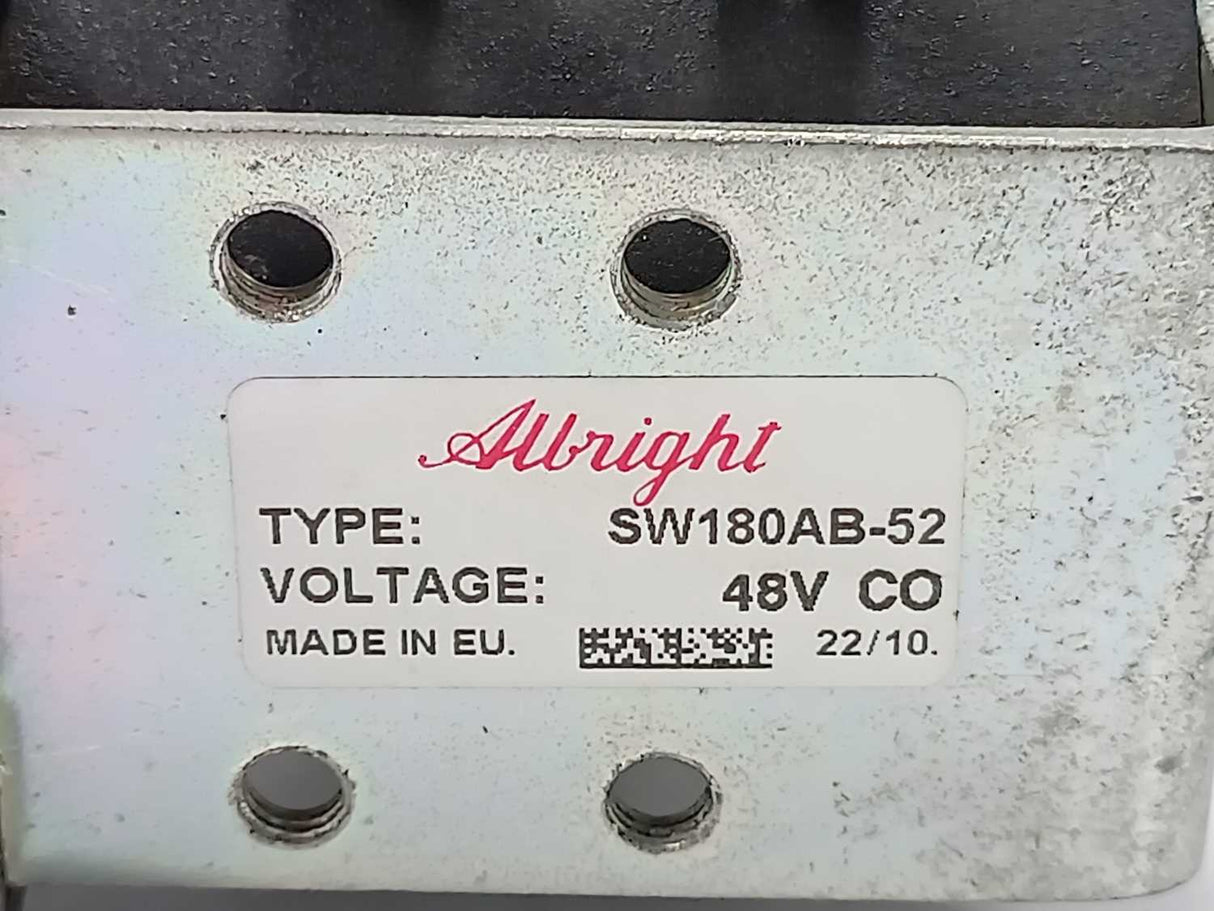 Albright
TYPE: SW180AB-52
VOLTAGE: 48V CO
MADE IN EU. 22/10.